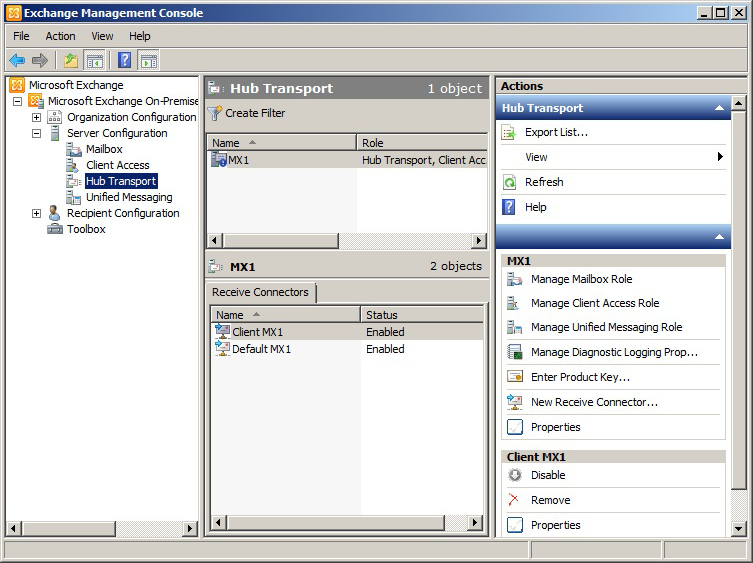 Exchange Management Console
File Action View Help
Microsoft Exchange
Microsoft Exchange On-Premise
Organization Configuration
Server Configuration
Mailbox
Client Access
Hub Transport
Unified Messaging
Recipient Configuration
Toolbox
Hub Transport 1 object
Create Filter
Name Role
MX1 Hub Transport, Client Acc
MX1 2 objects
Receive Connectors
Name Status
Client MX1 Enabled
Default MX1 Enabled
Actions
Hub Transport
Export List...
View
Refresh
Help
MX1
Manage Mailbox Role
Manage Client Access Role
Manage Unified Messaging Role
Manage Diagnostic Logging Prop...
Enter Product Key...
New Receive Connector...
Properties
Client MX1
Disable
Remove
Properties